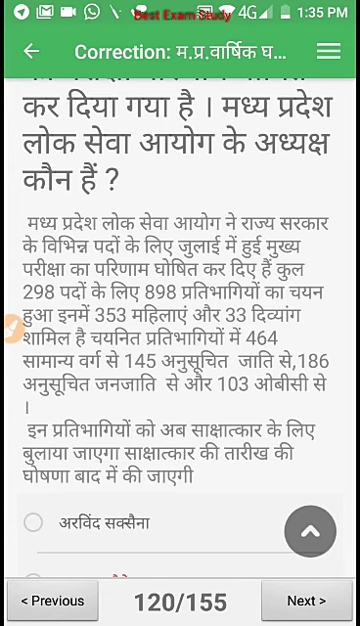 Best Exam Study
4G
1:35 PM
Correction: म.प्र.वार्षिक घ...
कर दिया गया है । मध्य प्रदेश
लोक सेवा आयोग के अध्यक्ष
कौन हैं ?
मध्य प्रदेश लोक सेवा आयोग ने राज्य सरकार
के विभिन्न पदों के लिए जुलाई में हुई मुख्य
परीक्षा का परिणाम घोषित कर दिए हैं कुल
298 पदों के लिए 898 प्रतिभागियों का चयन
हुआ इनमें 353 महिलाएं और 33 दिव्यांग
शामिल है चयनित प्रतिभागियों में 464
सामान्य वर्ग से 145 अनुसूचित जाति से,186
अनुसूचित जनजाति से और 103 ओबीसी से
।
इन प्रतिभागियों को अब साक्षात्कार के लिए
बुलाया जाएगा साक्षात्कार की तारीख की
घोषणा बाद में की जाएगी
अरविंद सक्सैना
< Previous
120/155
Next >